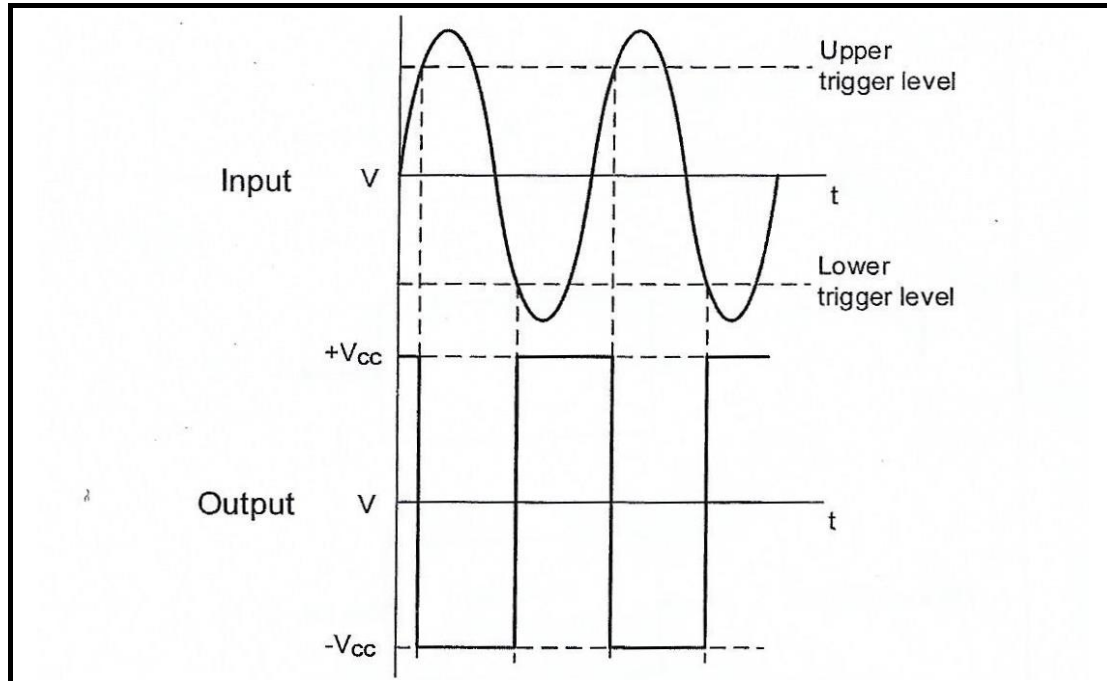 Upper
trigger level
Input
V
t
Lower
trigger level
+Vcc
Output
V
t
-Vcc